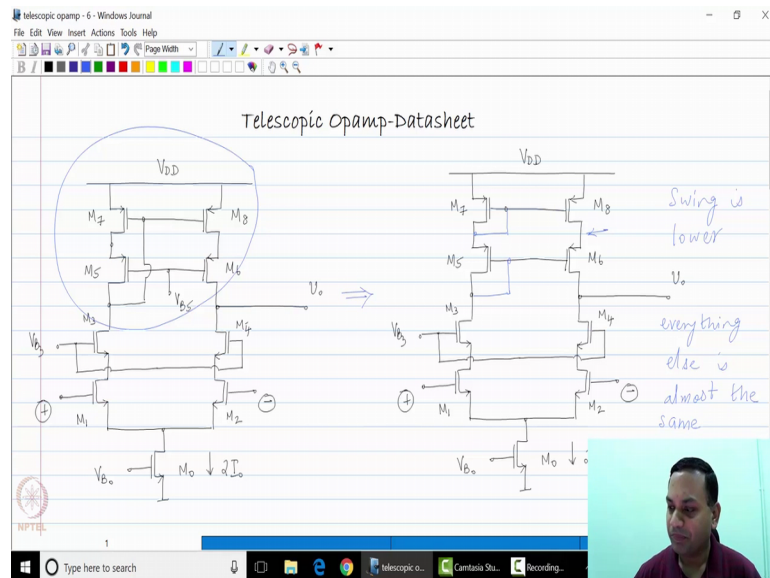 telescopic opamp - 6 - Windows Journal
File Edit View Insert Actions Tools Help
Page Width
B I
Telescopic Opamp-Datasheet
VDD
M7
M8
M5
M6
VB5
Vo
M3
M4
VB3
+
−
M1
M2
VB0
M0 ↓ 2I0
⇒
VDD
M7
M8
M5
M6
Vo
M3
M4
VB3
+
−
M1
M2
VB0
M0 ↓
Swing is
lower
everything
else is
almost the
same
NPTEL
1
Type here to search
telescopic o...
Camtasia Stu...
Recording...